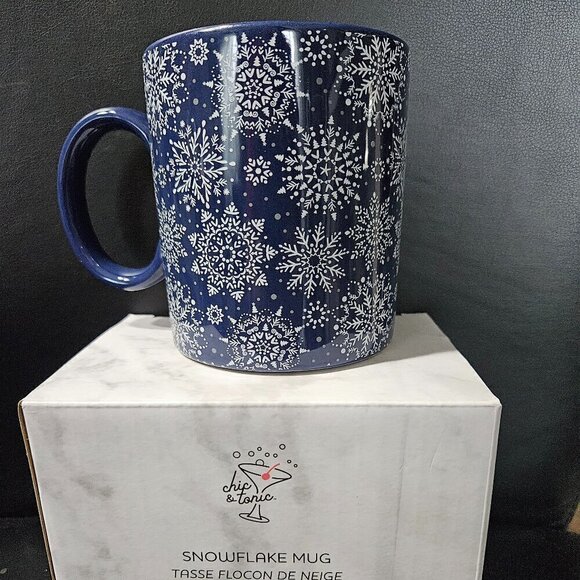 chic
& tonic.
SNOWFLAKE MUG
TASSE FLOCON DE NEIGE